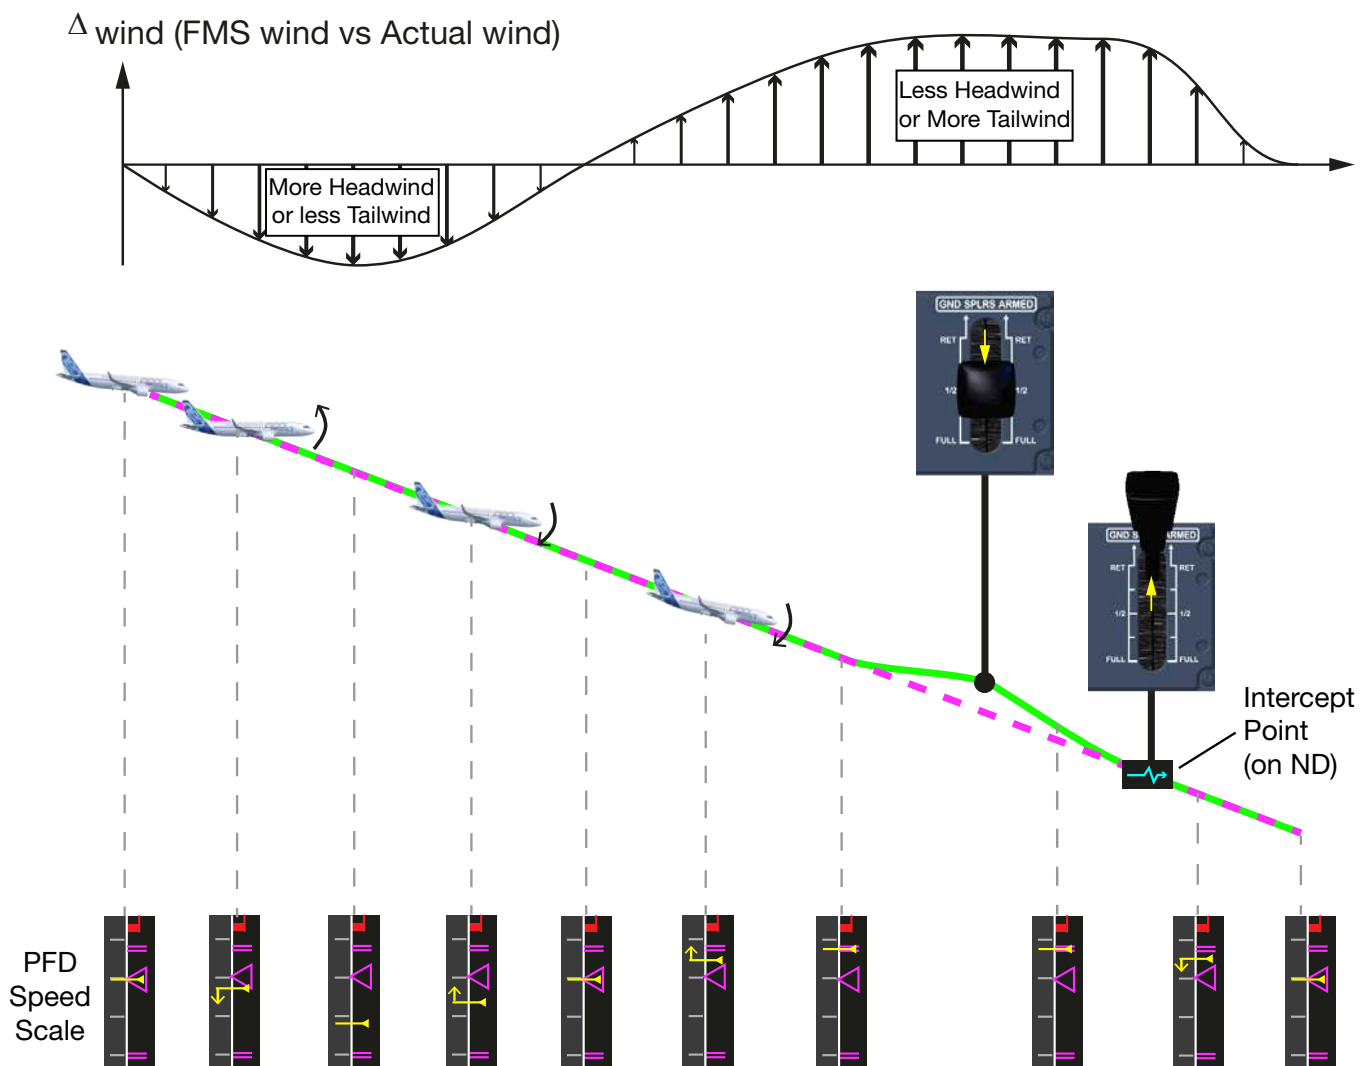 Δ wind (FMS wind vs Actual wind)
More Headwind
or less Tailwind
Less Headwind
or More Tailwind
GND SPLRS ARMED
RET RET
1/2 1/2
FULL FULL
GND S ARMED
RET RET
1/2 1/2
FULL FULL
Intercept
Point
(on ND)
PFD
Speed
Scale